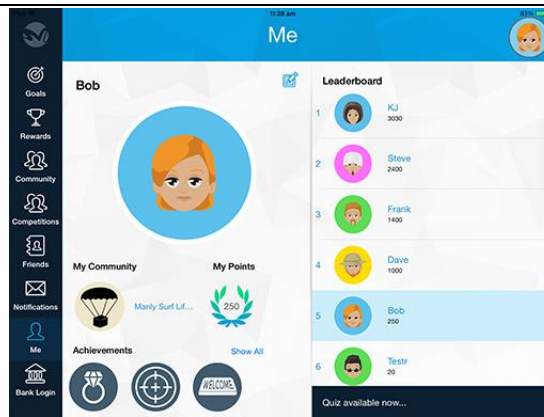 11:28 am
93%
Me
Goals
Rewards
Community
Competitions
Friends
Notifications
Me
Bank Login
Bob
My Community
My Points
Manly Surf Lif...
250
Achievements
Show All
WELCOME
Leaderboard
1
KJ
3030
2
Steve
2400
3
Frank
1400
4
Dave
1000
5
Bob
250
6
Testr
20
Quiz available now...